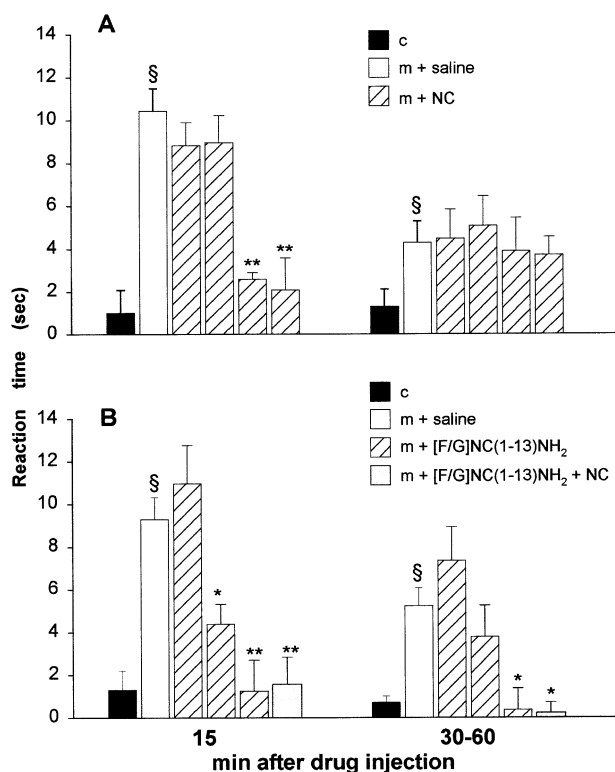 A
c
m + saline
m + NC
14
12
10
8
6
4
2
0
§
**
**
§
Reaction time (sec)
B
c
m + saline
m + [F/G]NC(1-13)NH2
m + [F/G]NC(1-13)NH2 + NC
14
12
10
8
6
4
2
0
§
*
**
**
§
*
*
15
30-60
min after drug injection